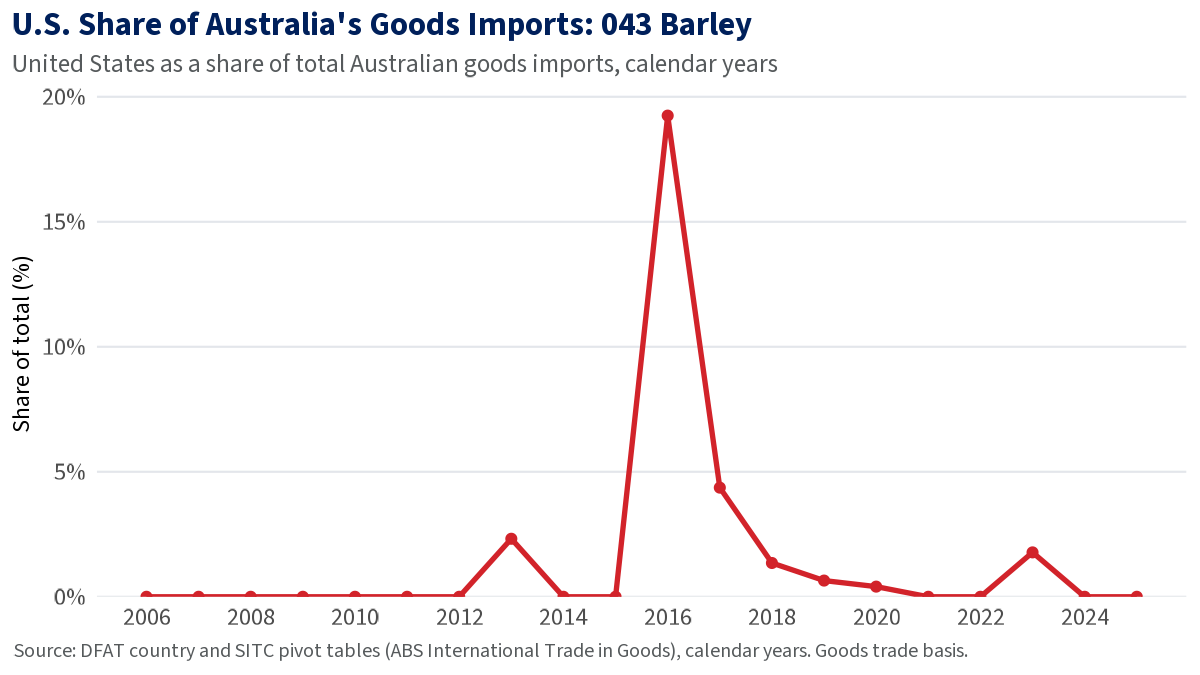 U.S. Share of Australia's Goods Imports: 043 Barley
United States as a share of total Australian goods imports, calendar years
Share of total (%)
20%
15%
10%
5%
0%
2006 2008 2010 2012 2014 2016 2018 2020 2022 2024
Source: DFAT country and SITC pivot tables (ABS International Trade in Goods), calendar years. Goods trade basis.